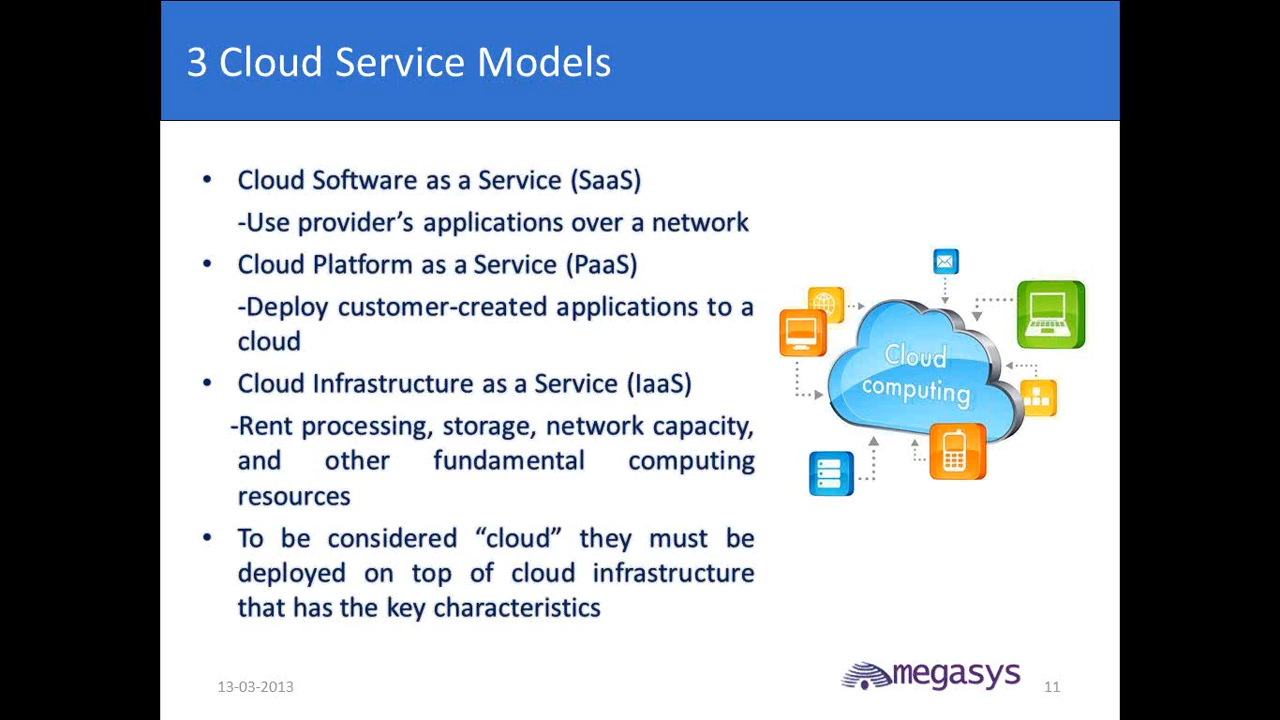 3 Cloud Service Models
• Cloud Software as a Service (SaaS)
-Use provider’s applications over a network
• Cloud Platform as a Service (PaaS)
-Deploy customer-created applications to a
cloud
• Cloud Infrastructure as a Service (IaaS)
-Rent processing, storage, network capacity,
and other fundamental computing
resources
• To be considered “cloud” they must be
deployed on top of cloud infrastructure
that has the key characteristics
Cloud
computing
13-03-2013
megasys
11